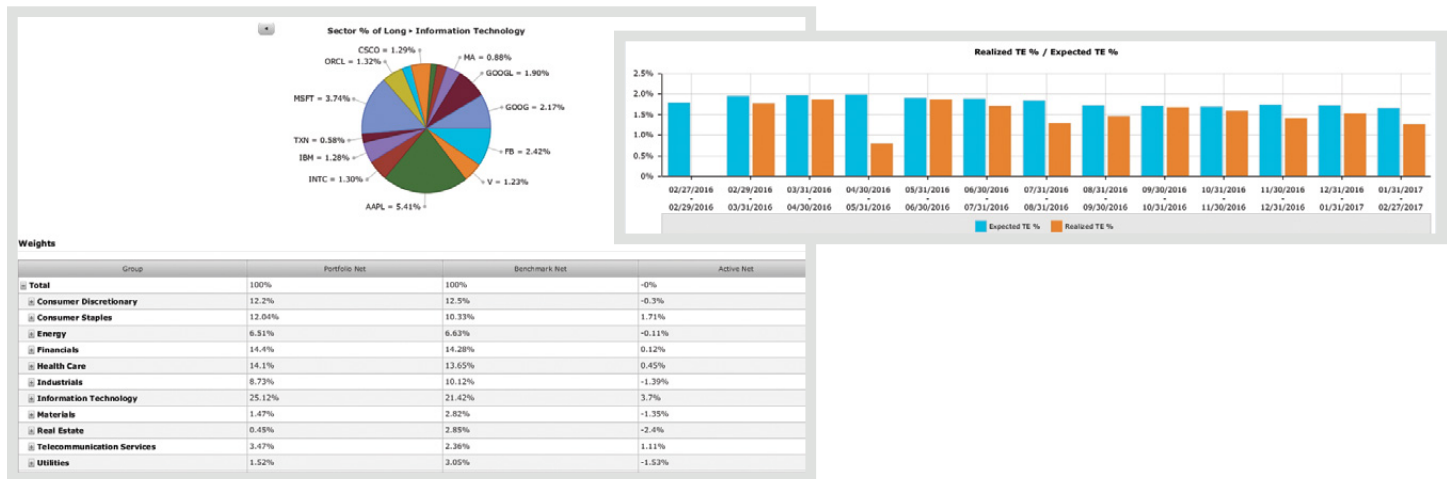 Sector % of Long ▸ Information Technology
CSCO = 1.29%
MA = 0.88%
ORCL = 1.32%
GOOGL = 1.90%
MSFT = 3.74%
GOOG = 2.17%
TXN = 0.58%
IBM = 1.28%
FB = 2.42%
INTC = 1.30%
V = 1.23%
AAPL = 5.41%
Realized TE % / Expected TE %
2.5%
2.0%
1.5%
1.0%
0.5%
0%
02/27/2016 02/29/2016 03/31/2016 04/30/2016 05/31/2016 06/30/2016 07/31/2016 08/31/2016 09/30/2016 10/31/2016 11/30/2016 12/31/2016 01/31/2017
- - - - - - - - - - - - -
02/29/2016 03/31/2016 04/30/2016 05/31/2016 06/30/2016 07/31/2016 08/31/2016 09/30/2016 10/31/2016 11/30/2016 12/31/2016 01/31/2017 02/27/2017
Expected TE % Realized TE %
Weights
Group Portfolio Net Benchmark Net Active Net
Total 100% 100% -0%
Consumer Discretionary 12.2% 12.5% -0.3%
Consumer Staples 12.04% 10.33% 1.71%
Energy 6.51% 6.63% -0.11%
Financials 14.4% 14.28% 0.12%
Health Care 14.1% 13.65% 0.45%
Industrials 8.73% 10.12% -1.39%
Information Technology 25.12% 21.42% 3.7%
Materials 1.47% 2.82% -1.35%
Real Estate 0.45% 2.85% -2.4%
Telecommunication Services 3.47% 2.36% 1.11%
Utilities 1.52% 3.05% -1.53%